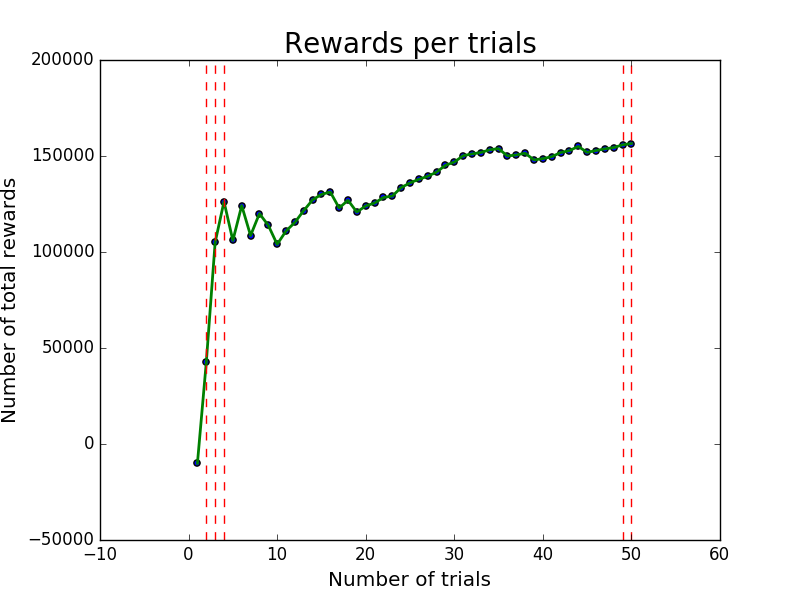 Rewards per trials
Number of total rewards
200000
150000
100000
50000
0
−50000
−10 0 10 20 30 40 50 60
Number of trials